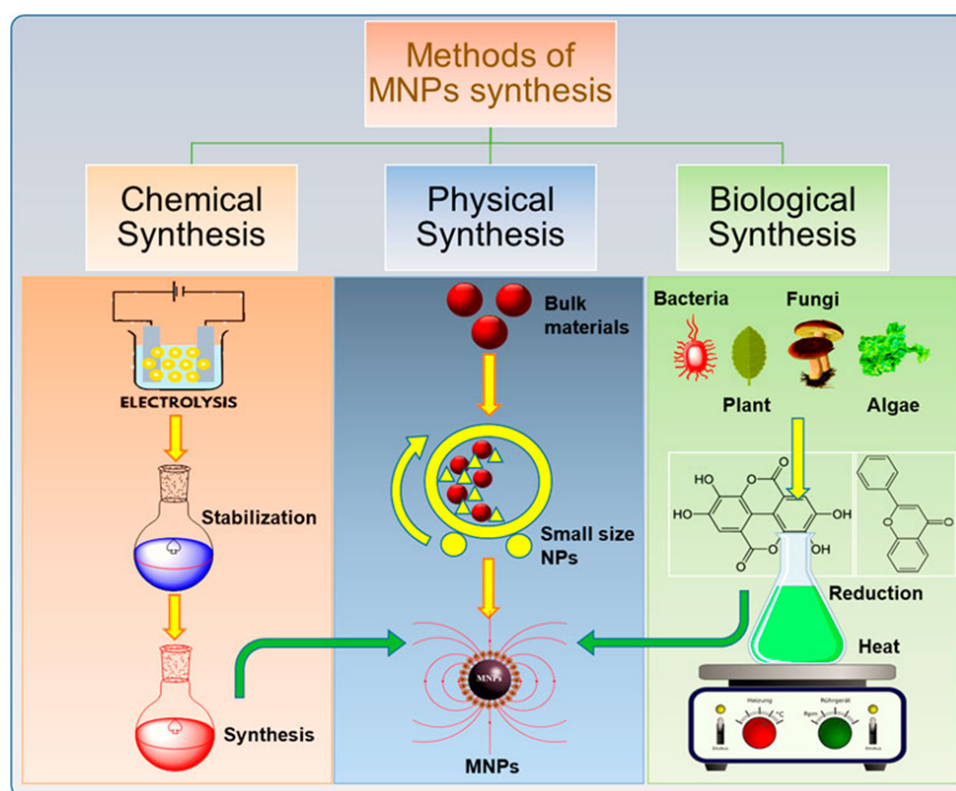 Methods of
MNPs synthesis
Chemical
Synthesis
Physical
Synthesis
Biological
Synthesis
ELECTROLYSIS
Stabilization
Synthesis
Bulk
materials
Small size
NPs
MNPs
MNPs
Bacteria
Fungi
Plant
Algae
HO
O
O
HO
OH
O
O
OH
O
O
Reduction
Heat
Heizung
°C
Rührgerät
Rpm